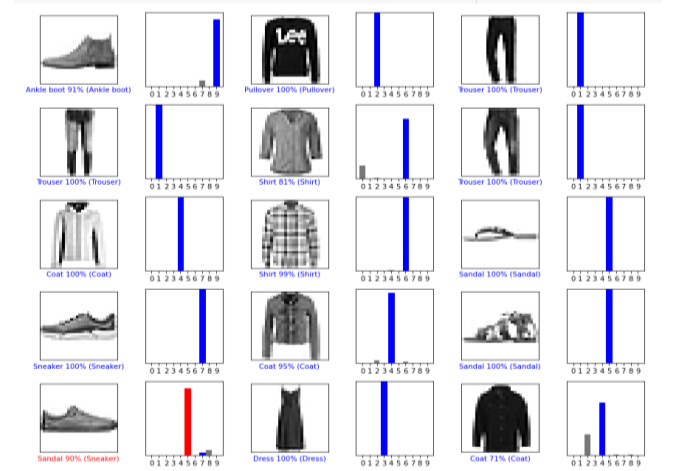 Lee
0 1 2 3 4 5 6 7 8 9 0 1 2 3 4 5 6 7 8 9 0 1 2 3 4 5 6 7 8 9
Ankle boot 91% (Ankle boot) Pullover 100% (Pullover) Trouser 100% (Trouser)
0 1 2 3 4 5 6 7 8 9 0 1 2 3 4 5 6 7 8 9 0 1 2 3 4 5 6 7 8 9
Trouser 100% (Trouser) Shirt 81% (Shirt) Trouser 100% (Trouser)
0 1 2 3 4 5 6 7 8 9 0 1 2 3 4 5 6 7 8 9 0 1 2 3 4 5 6 7 8 9
Coat 100% (Coat) Shirt 99% (Shirt) Sandal 100% (Sandal)
0 1 2 3 4 5 6 7 8 9 0 1 2 3 4 5 6 7 8 9 0 1 2 3 4 5 6 7 8 9
Sneaker 100% (Sneaker) Coat 95% (Coat) Sandal 100% (Sandal)
0 1 2 3 4 5 6 7 8 9 0 1 2 3 4 5 6 7 8 9 0 1 2 3 4 5 6 7 8 9
Sandal 90% (Sneaker) Dress 100% (Dress) Coat 71% (Coat)